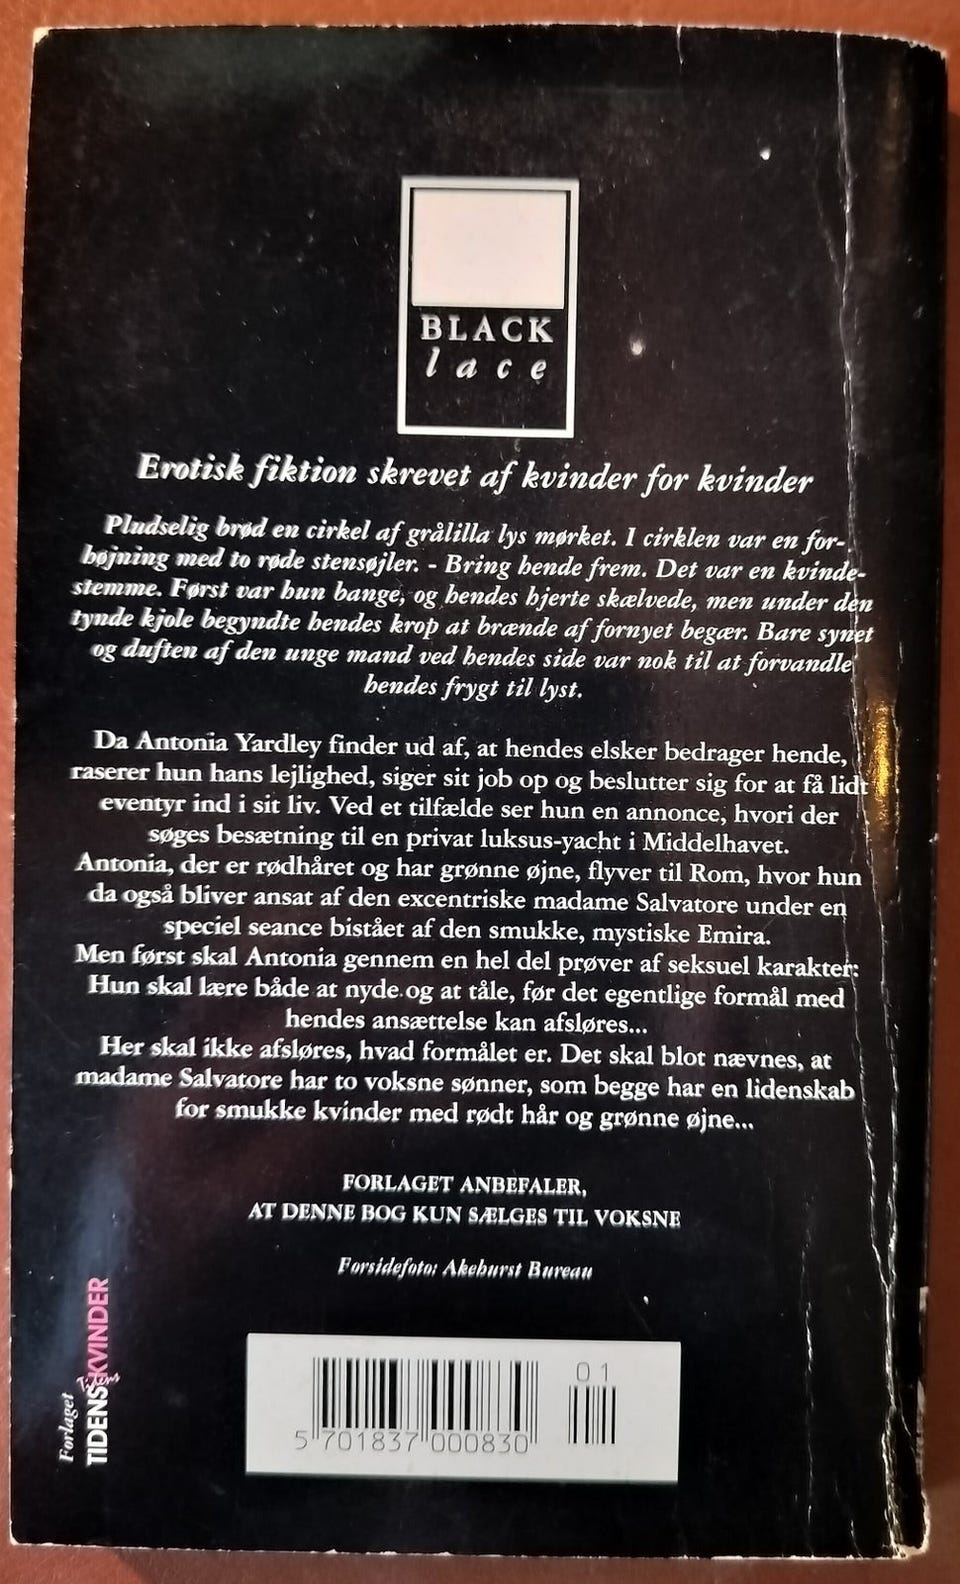 BLACK
lace
Erotisk fiktion skrevet af kvinder for kvinder
Pludselig brød en cirkel af grålilla lys mørket. I cirklen var en for-
højning med to røde stensøjler. - Bring hende frem. Det var en kvinde-
stemme. Først var hun bange, og hendes hjerte skælvede, men under den
tynde kjole begyndte hendes krop at brænde af fornyet begær. Bare synet
og duften af den unge mand ved hendes side var nok til at forvandle
hendes frygt til lyst.
Da Antonia Yardley finder ud af, at hendes elsker bedrager hende,
raserer hun hans lejlighed, siger sit job op og beslutter sig for at få lidt
eventyr ind i sit liv. Ved et tilfælde ser hun en annonce, hvori der
søges besætning til en privat luksus-yacht i Middelhavet.
Antonia, der er rødhåret og har grønne øjne, flyver til Rom, hvor hun
da også bliver ansat af den excentriske madame Salvatore under en
speciel seance bistået af den smukke, mystiske Emira.
Men først skal Antonia gennem en hel del prøver af seksuel karakter:
Hun skal lære både at nyde og at tåle, før det egentlige formål med
hendes ansættelse kan afsløres...
Her skal ikke afsløres, hvad formålet er. Det skal blot nævnes, at
madame Salvatore har to voksne sønner, som begge har en lidenskab
for smukke kvinder med rødt hår og grønne øjne...
FORLAGET ANBEFALER,
AT DENNE BOG KUN SÆLGES TIL VOKSNE
Forsidefoto: Akehurst Bureau
Forlaget
TIDENS KVINDER
01
5 701837 000830